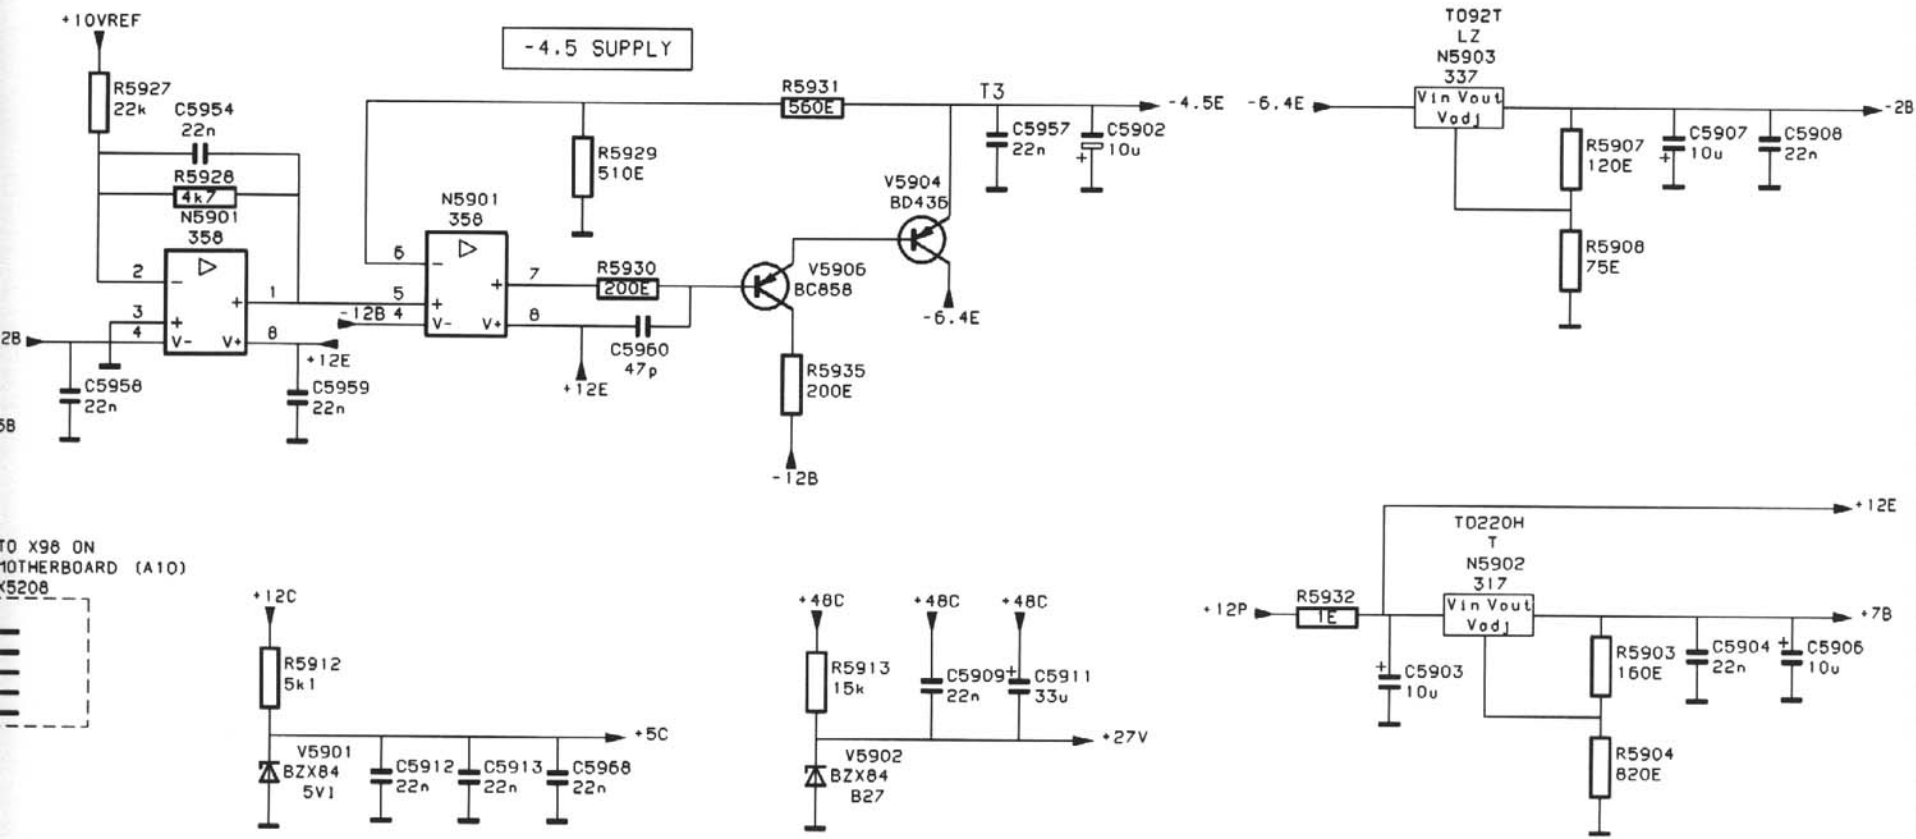 +10VREF
R5927
22k
C5954
22n
R5928
4k7
N5901
358
2
-
3
+
4
V-
+
1
V+
8
2B
C5958
22n
+12E
C5959
22n
5B
-4.5 SUPPLY
R5931
560E
T3
-4.5E
R5929
510E
C5957
22n
C5902
10u
+
N5901
358
6
-
5
+
-12B
4
V-
+
7
V+
8
R5930
200E
C5960
47p
+12E
V5906
BC858
V5904
BD436
-6.4E
R5935
200E
-12B
-6.4E
TO92T
LZ
N5903
337
Vin Vout
Vadj
-2B
R5907
120E
C5907
10u
+
C5908
22n
R5908
75E
TO X98 ON
MOTHERBOARD (A10)
X5208
+12C
R5912
5k1
+5C
V5901
BZX84
5V1
C5912
22n
C5913
22n
C5968
22n
+48C
+48C
+48C
R5913
15k
C5909
22n
+
C5911
33u
+27V
V5902
BZX84
B27
+12E
TO220H
T
N5902
317
Vin Vout
Vadj
+12P
R5932
1E
+7B
+
C5903
10u
R5903
160E
C5904
22n
+
C5906
10u
R5904
820E